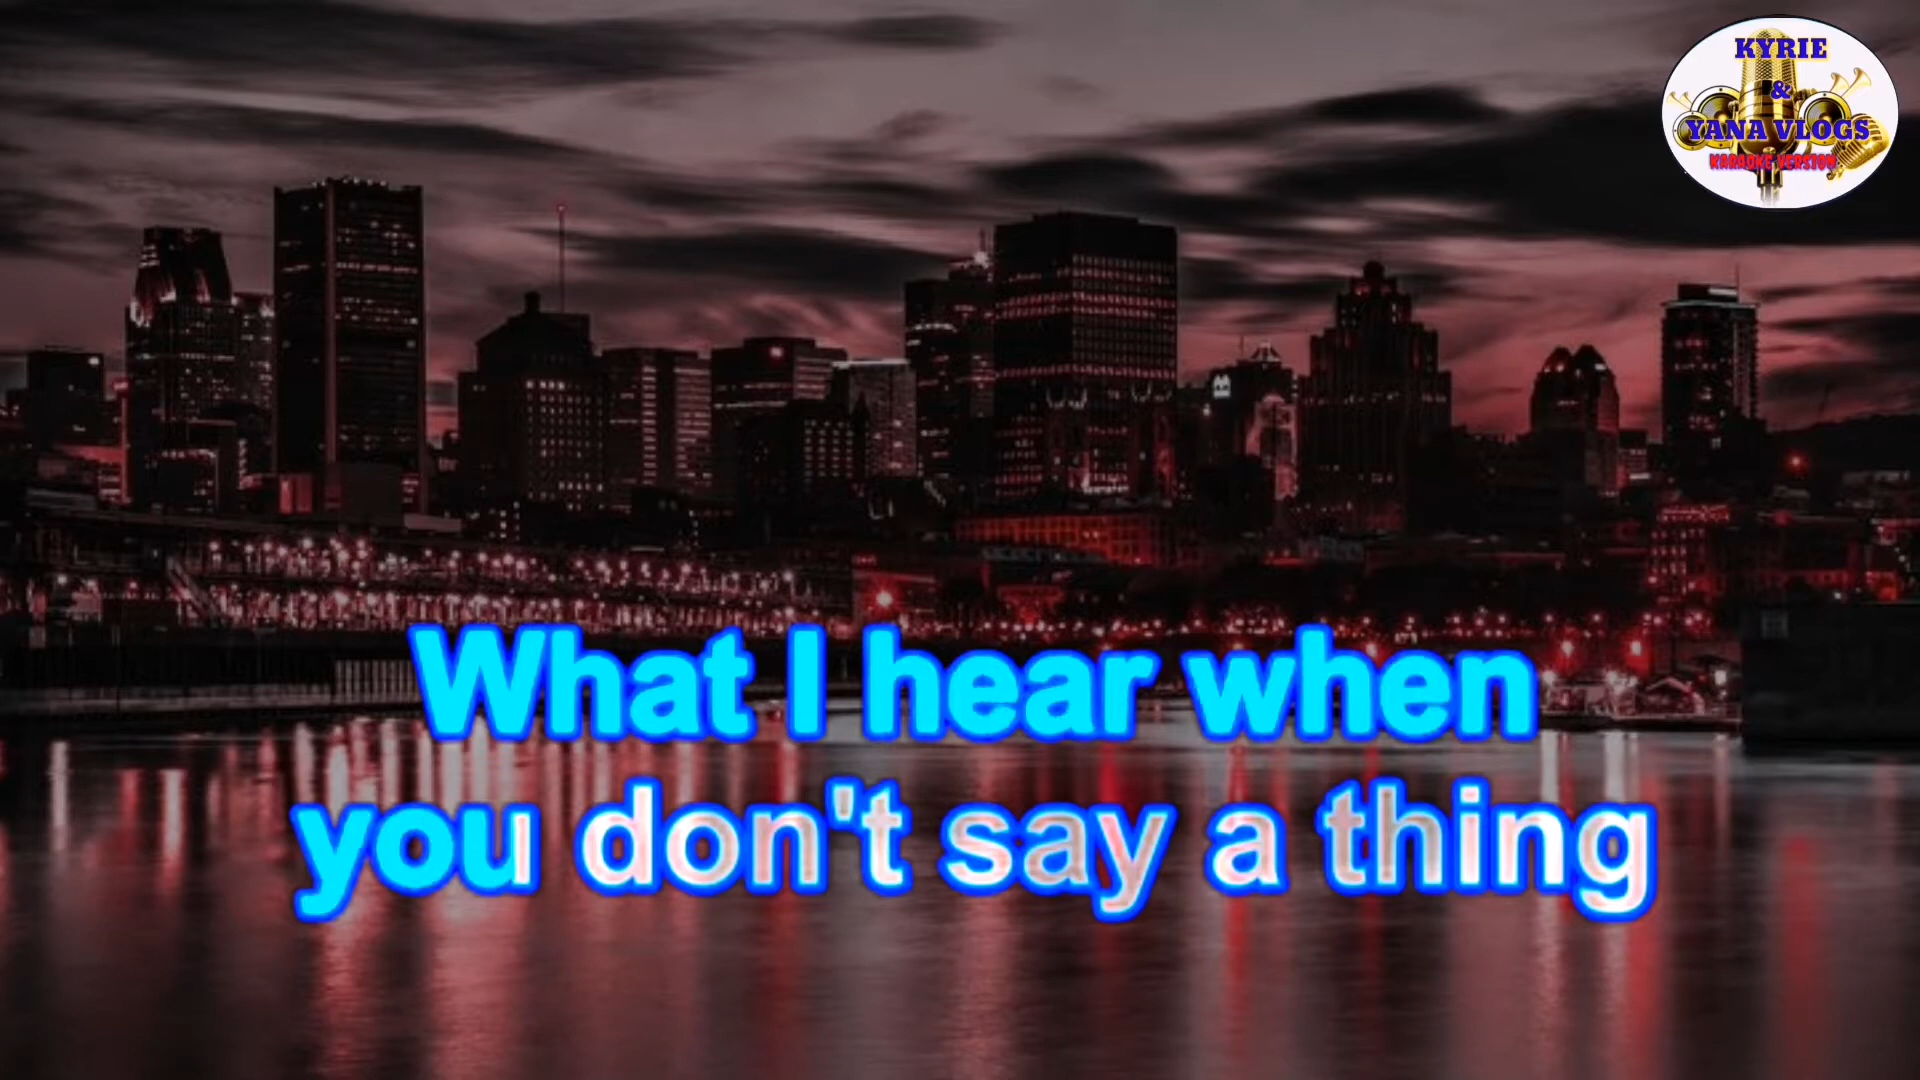 KYRIE
&
YANA VLOGS
KARAOKE VERSION
What I hear when
you don't say a thing